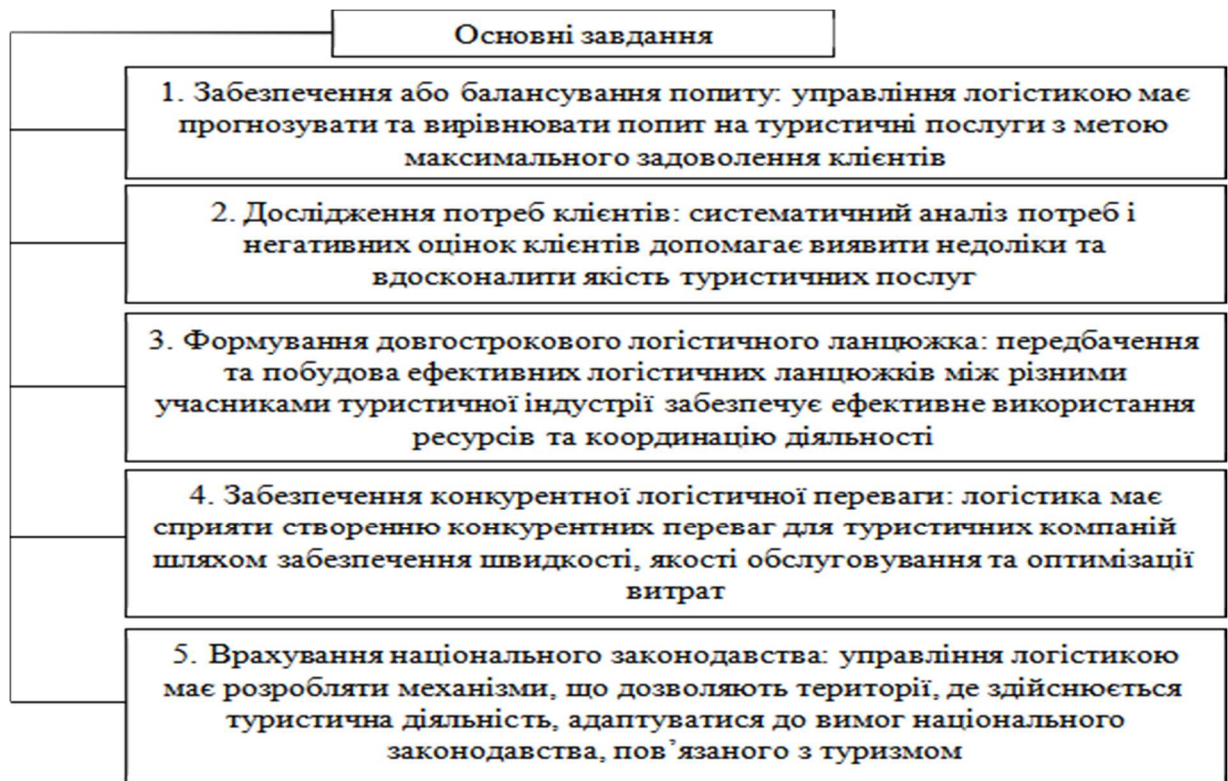 Основні завдання
1. Забезпечення або балансування попиту: управління логістикою має
прогнозувати та вирівнювати попит на туристичні послуги з метою
максимального задоволення клієнтів
2. Дослідження потреб клієнтів: систематичний аналіз потреб і
негативних оцінок клієнтів допомагає виявити недоліки та
вдосконалити якість туристичних послуг
3. Формування довгострокового логістичного ланцюжка: передбачення
та побудова ефективних логістичних ланцюжків між різними
учасниками туристичної індустрії забезпечує ефективне використання
ресурсів та координацію діяльності
4. Забезпечення конкурентної логістичної переваги: логістика має
сприяти створенню конкурентних переваг для туристичних компаній
шляхом забезпечення швидкості, якості обслуговування та оптимізації
витрат
5. Врахування національного законодавства: управління логістикою
має розробляти механізми, що дозволяють території, де здійснюється
туристична діяльність, адаптуватися до вимог національного
законодавства, пов’язаного з туризмом